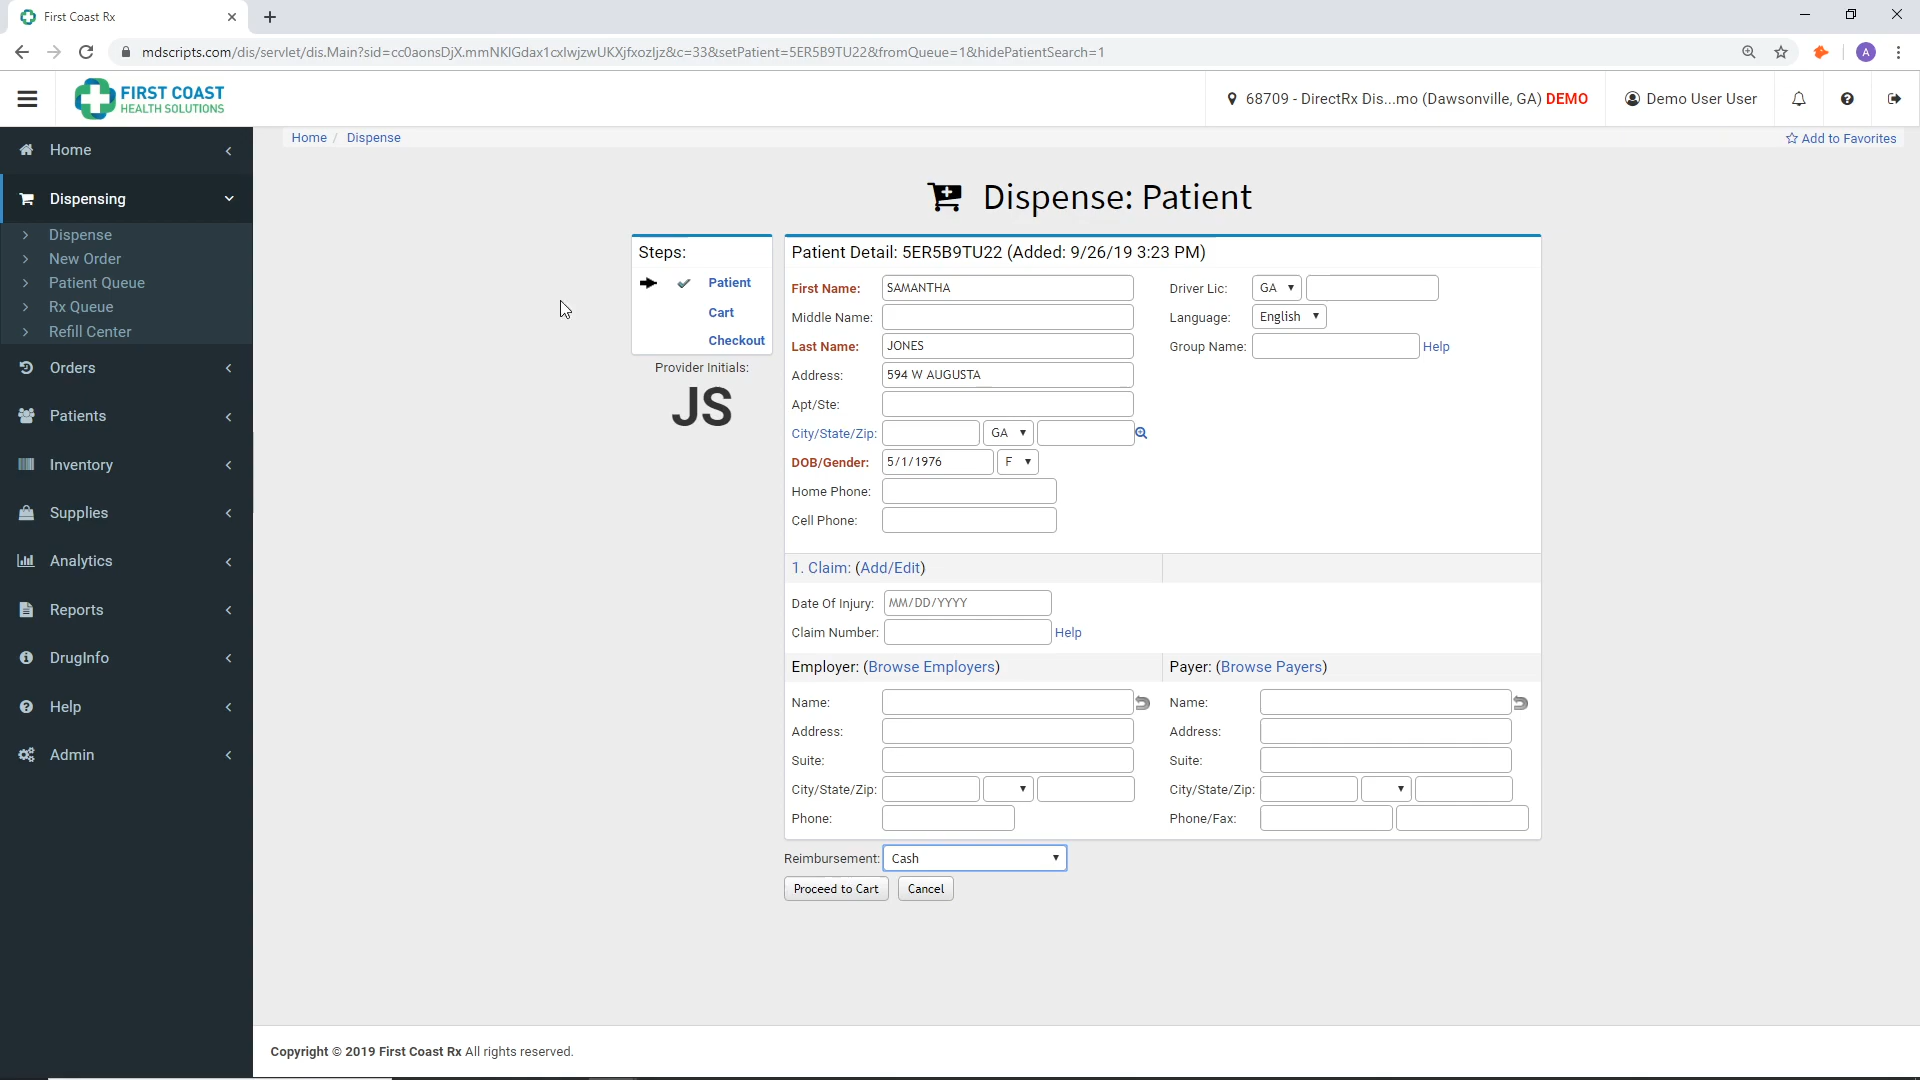 First Coast Rx
mdscripts.com/dis/servlet/dis.Main?sid=cc0aonsDjX.mmNKIGdax1cxlwjzwUKXjfxozljz&c=33&setPatient=5ER5B9TU22&fromQueue=1&hidePatientSearch=1
A
FIRST COAST
HEALTH SOLUTIONS
68709 - DirectRx Dis...mo (Dawsonville, GA) DEMO
Demo User User
Home / Dispense
Add to Favorites
Home
Dispensing
Dispense
New Order
Patient Queue
Rx Queue
Refill Center
Orders
Patients
Inventory
Supplies
Analytics
Reports
DrugInfo
Help
Admin
Dispense: Patient
Steps:
Patient
Cart
Checkout
Provider Initials:
JS
Patient Detail: 5ER5B9TU22 (Added: 9/26/19 3:23 PM)
First Name: SAMANTHA
Driver Lic: GA
Middle Name:
Language: English
Last Name: JONES
Group Name: Help
Address: 594 W AUGUSTA
Apt/Ste:
City/State/Zip: GA
DOB/Gender: 5/1/1976 F
Home Phone:
Cell Phone:
1. Claim: (Add/Edit)
Date Of Injury: MM/DD/YYYY
Claim Number: Help
Employer: (Browse Employers)
Payer: (Browse Payers)
Name:
Name:
Address:
Address:
Suite:
Suite:
City/State/Zip:
City/State/Zip:
Phone:
Phone/Fax:
Reimbursement: Cash
Proceed to Cart
Cancel
Copyright © 2019 First Coast Rx All rights reserved.